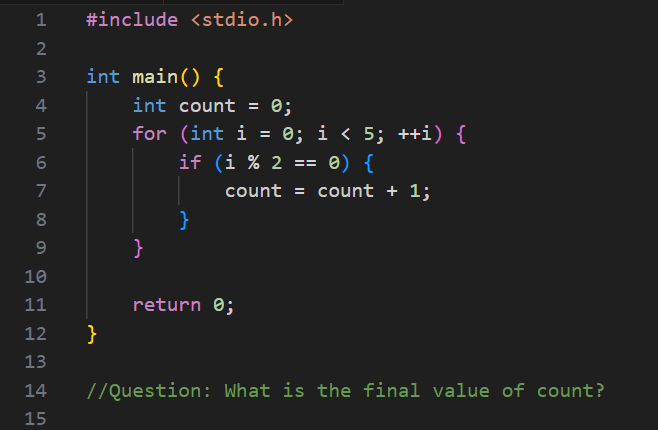 1 #include <stdio.h>
2
3 int main() {
4     int count = 0;
5     for (int i = 0; i < 5; ++i) {
6         if (i % 2 == 0) {
7             count = count + 1;
8         }
9     }
10
11     return 0;
12 }
13
14 //Question: What is the final value of count?
15